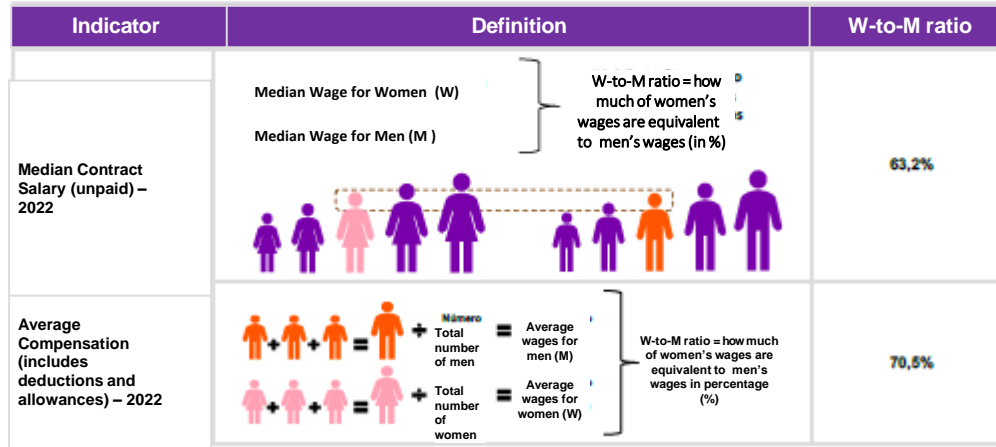 Indicator
Definition
W-to-M ratio
Median Contract
Salary (unpaid) –
2022
Median Wage for Women (W)
Median Wage for Men (M )
W-to-M ratio = how
much of women's
wages are equivalent
to men's wages (in %)
63,2%
Average
Compensation
(includes
deductions and
allowances) – 2022
+ + = +
Número
Total
number
of men
=
Average
wages for
men (M)
+ + = +
Total
number
of
women
=
Average
wages for
women (W)
W-to-M ratio = how much
of women's wages are
equivalent to men's
wages in percentage
(%)
70,5%